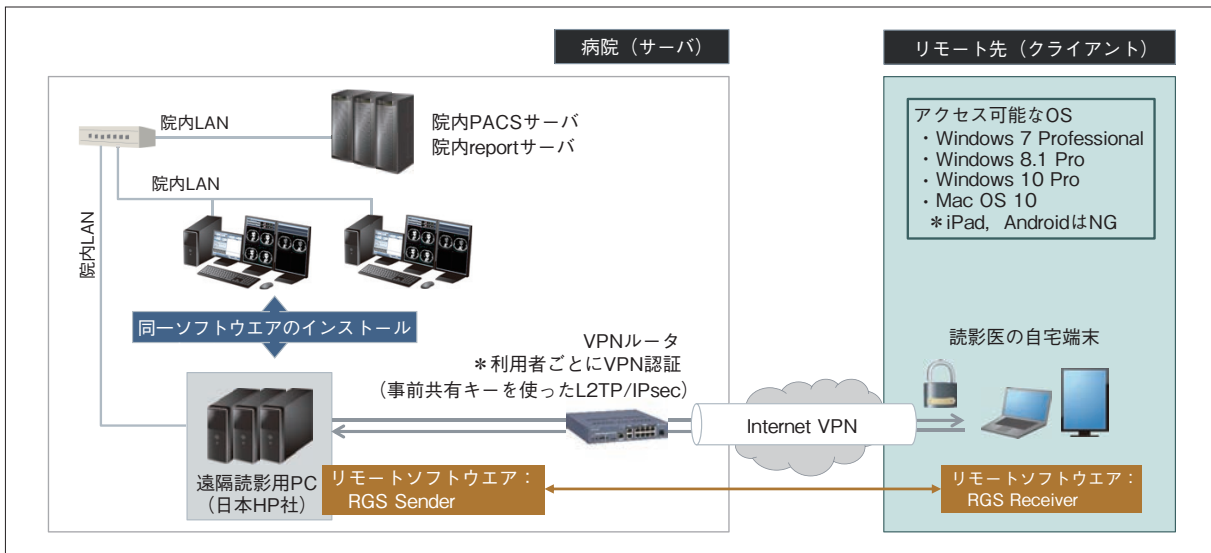 病院（サーバ）
院内LAN
院内PACSサーバ
院内reportサーバ
院内LAN
院内LAN
同一ソフトウエアのインストール
VPNルータ
＊利用者ごとにVPN認証
（事前共有キーを使ったL2TP/IPsec）
遠隔読影用PC
（日本HP社）
リモートソフトウエア：
RGS Sender
Internet VPN
リモート先（クライアント）
アクセス可能なOS
・Windows 7 Professional
・Windows 8.1 Pro
・Windows 10 Pro
・Mac OS 10
＊iPad，AndroidはNG
読影医の自宅端末
リモートソフトウエア：
RGS Receiver